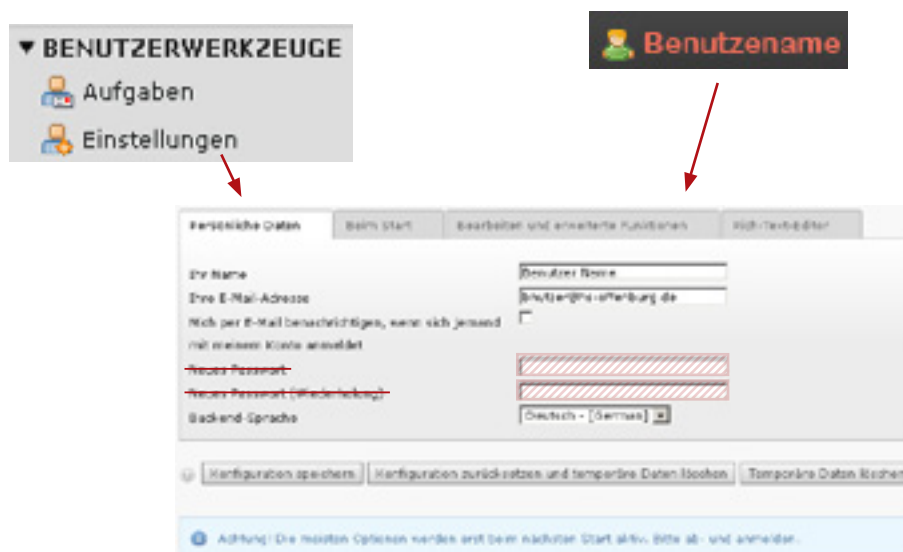 ▼ BENUTZERWERKZEUGE
Aufgaben
Einstellungen
Benutzename
Persönliche Daten
Beim Start
Bearbeiten und erweiterte Funktionen
Rich-Text-Editor
Ihr Name
Benutzer Name
Ihre E-Mail-Adresse
Mich per E-Mail benachrichtigen, wenn sich jemand
mit meinem Konto anmeldet
Neues Passwort
Neues Passwort (Wiederholung)
Backend-Sprache
Deutsch - [German]
Konfiguration speichern
Konfiguration zurücksetzen und temporäre Daten löschen
Temporäre Daten löschen
Achtung! Die meisten Optionen werden erst beim nächsten Start aktiv. Bitte ab- und anmelden.